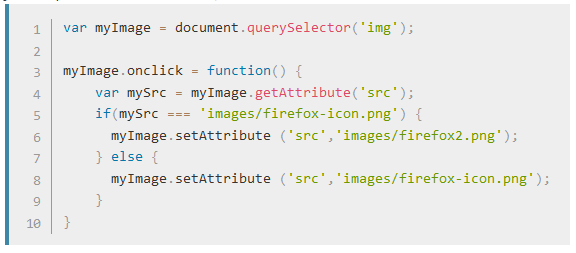 1 var myImage = document.querySelector('img');
2
3 myImage.onclick = function() {
4     var mySrc = myImage.getAttribute('src');
5     if(mySrc === 'images/firefox-icon.png') {
6       myImage.setAttribute ('src','images/firefox2.png');
7     } else {
8       myImage.setAttribute ('src','images/firefox-icon.png');
9     }
10 }